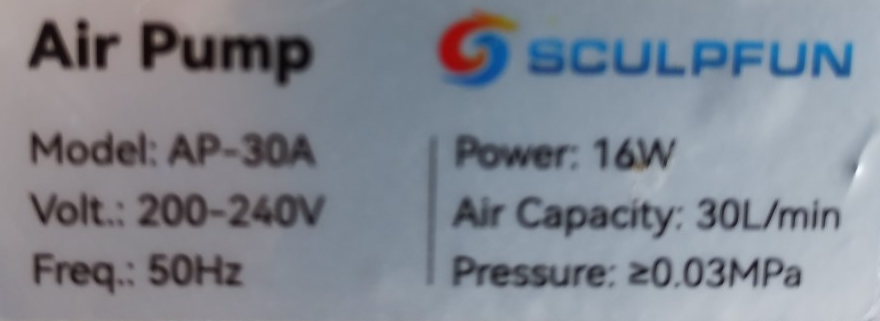 Air Pump
SCULPFUN
Model: AP-30A
Volt.: 200-240V
Freq.: 50Hz
Power: 16W
Air Capacity: 30L/min
Pressure: ≥0.03MPa